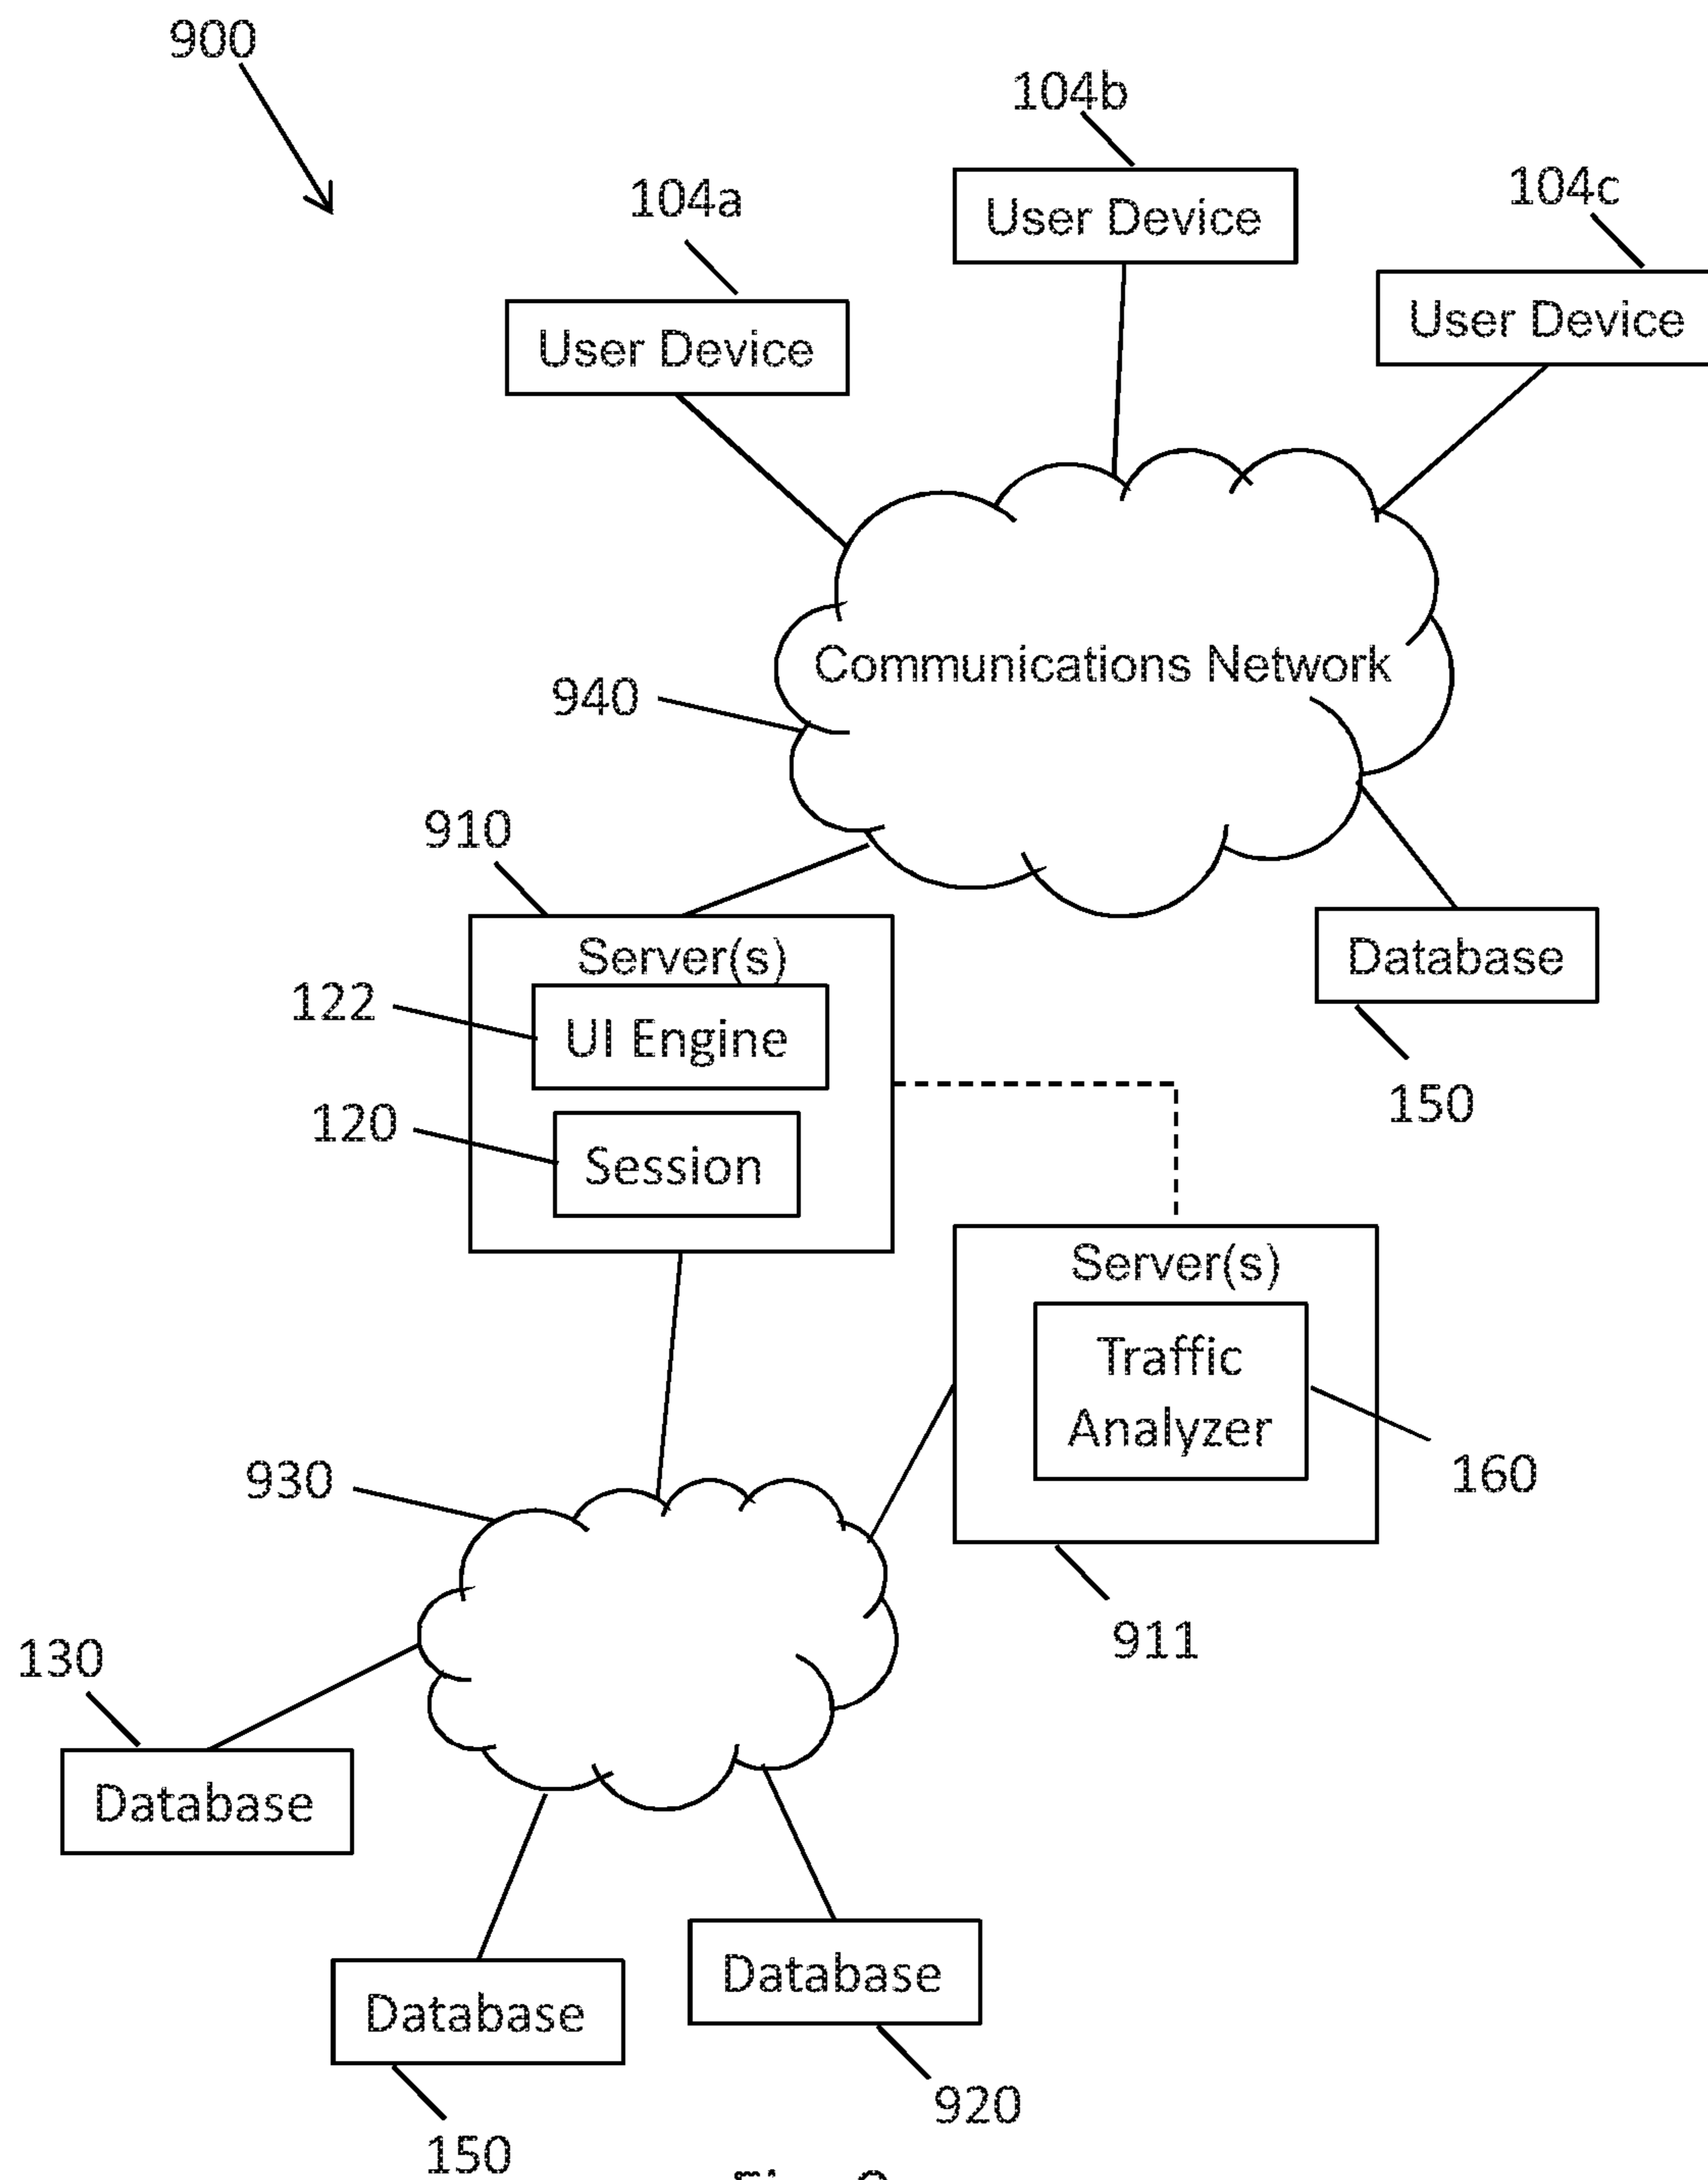 900
104b
User Device
104c
User Device
104a
User Device
Communications Network
940
910
Server(s)
UI Engine
122
Session
120
Database
150
Server(s)
Traffic
Analyzer
160
911
930
130
Database
Database
150
Database
920